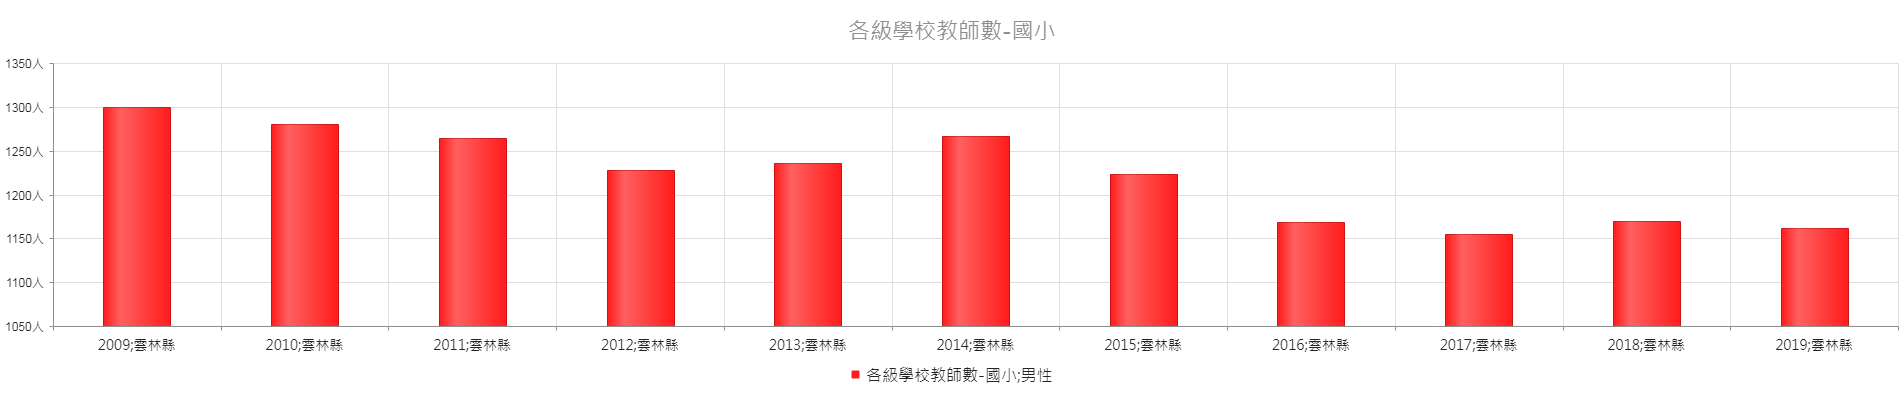 各級學校教師數-國小
1350人
1300人
1250人
1200人
1150人
1100人
1050人
2009;雲林縣 2010;雲林縣 2011;雲林縣 2012;雲林縣 2013;雲林縣 2014;雲林縣 2015;雲林縣 2016;雲林縣 2017;雲林縣 2018;雲林縣 2019;雲林縣
各級學校教師數-國小;男性